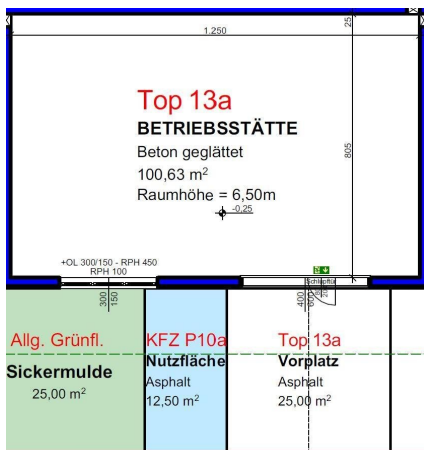 1.250
25
Top 13a
BETRIEBSSTÄTTE
Beton geglättet
100,63 m²
Raumhöhe = 6,50m
-0,25
805
+OL 300/150 - RPH 450
RPH 100
Schlupftür
300
150
400
600
Allg. Grünfl.
Sickermulde
25,00 m²
KFZ P10a
Nutzfläche
Asphalt
12,50 m²
Top 13a
Vorplatz
Asphalt
25,00 m²